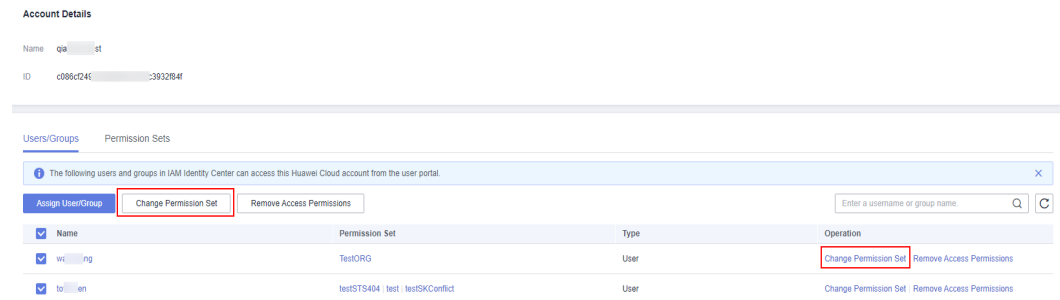 Account Details
Name qia st
ID c086cf249 c3932f84f
Users/Groups Permission Sets
The following users and groups in IAM Identity Center can access this Huawei Cloud account from the user portal.
Assign User/Group Change Permission Set Remove Access Permissions Enter a username or group name.
Name Permission Set Type Operation
wa ng TestORG User Change Permission Set | Remove Access Permissions
to en testSTS404 | test | testSKConflict User Change Permission Set | Remove Access Permissions